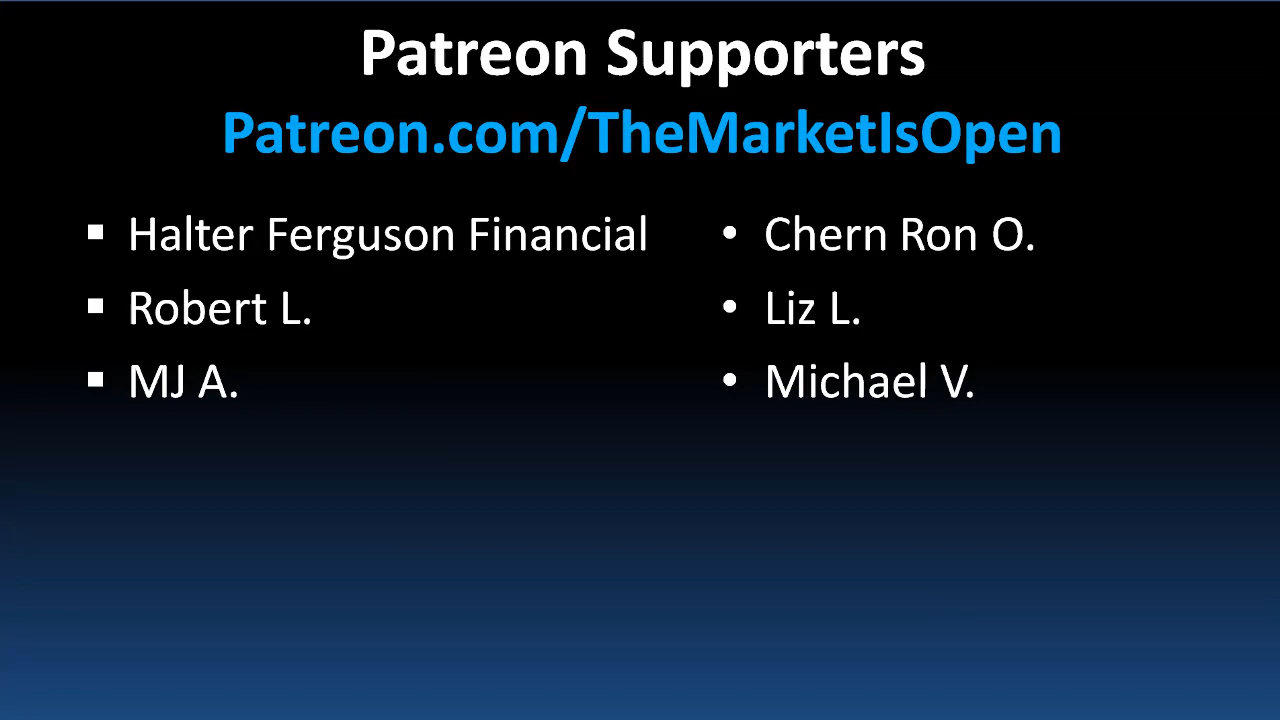 Patreon Supporters
Patreon.com/TheMarketIsOpen
▪ Halter Ferguson Financial
▪ Robert L.
▪ MJ A.
• Chern Ron O.
• Liz L.
• Michael V.